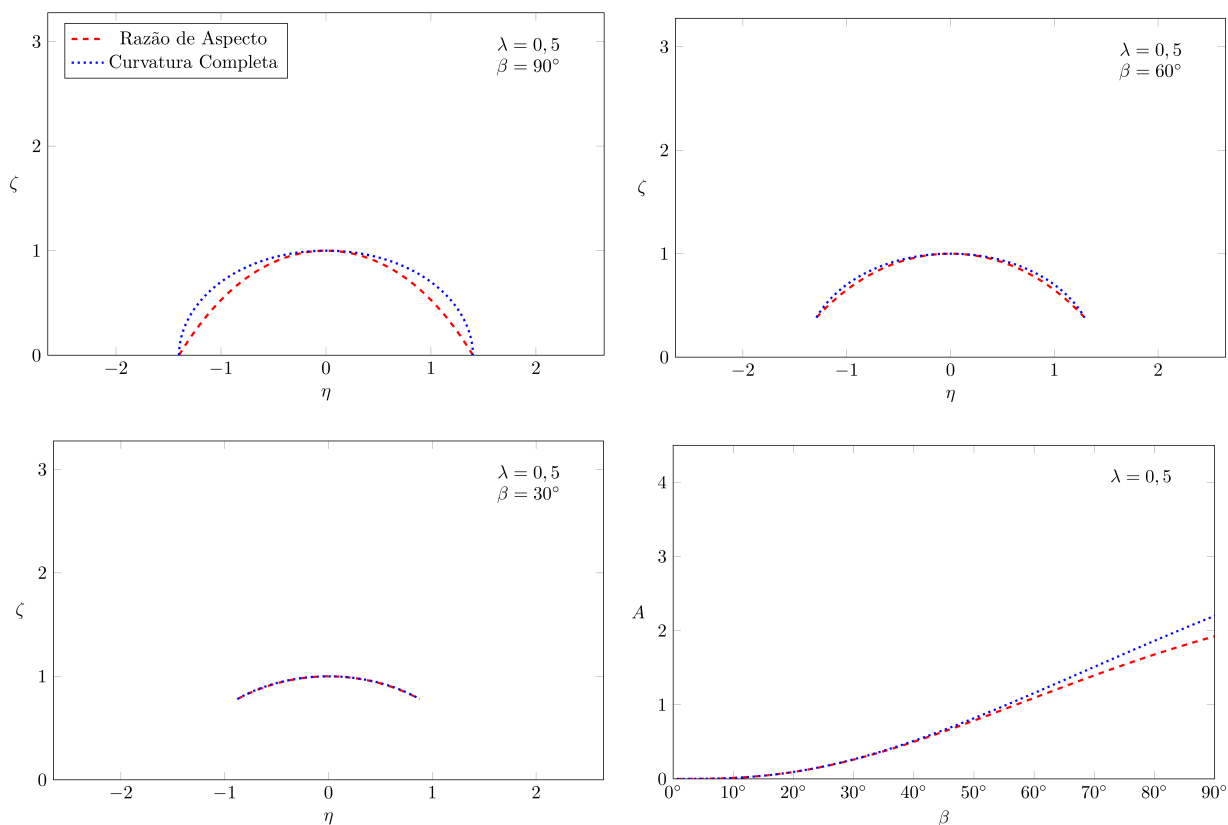 Razão de Aspecto
Curvatura Completa
λ = 0, 5
β = 90°
3
2
1
0
ζ
−2
−1
0
1
2
η
λ = 0, 5
β = 60°
3
2
1
0
ζ
−2
−1
0
1
2
η
λ = 0, 5
β = 30°
3
2
1
0
ζ
−2
−1
0
1
2
η
λ = 0, 5
4
3
2
1
0
A
0°
10°
20°
30°
40°
50°
60°
70°
80°
90°
β